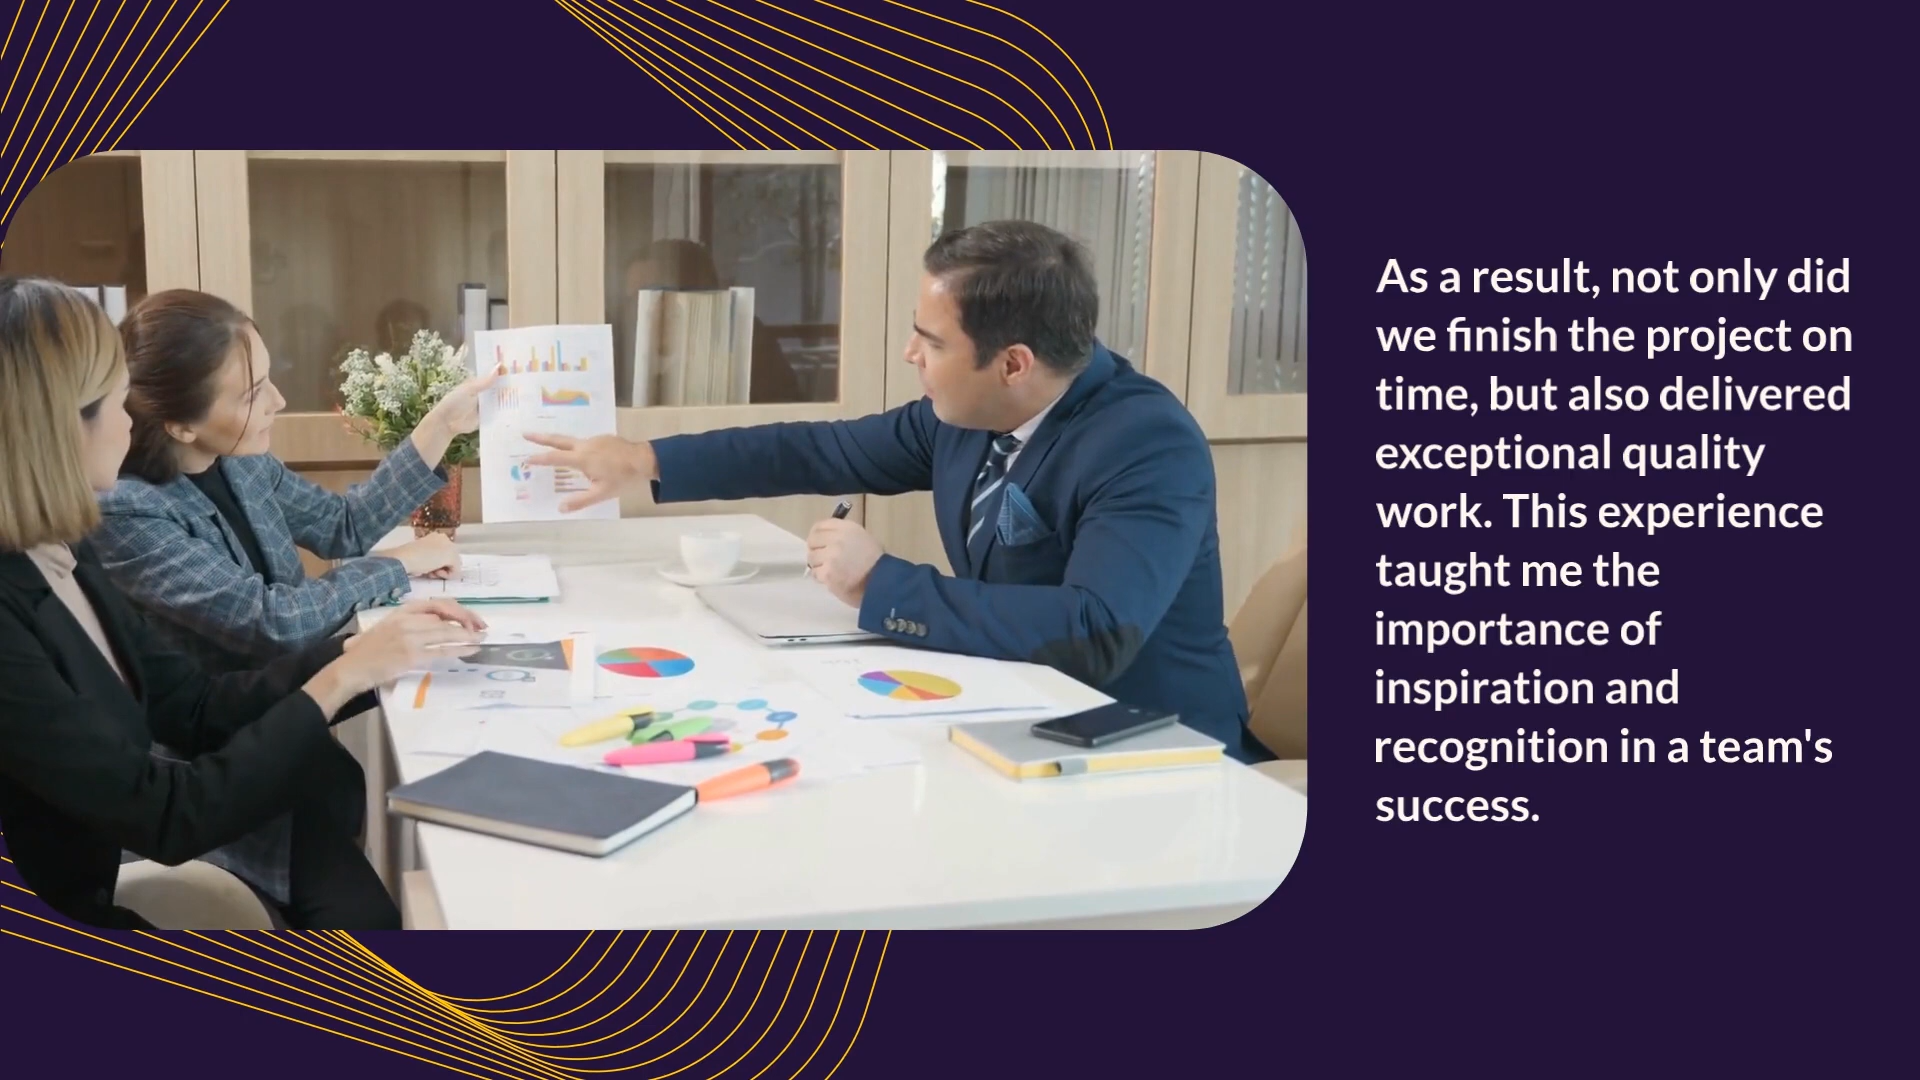 As a result, not only did
we finish the project on
time, but also delivered
exceptional quality
work. This experience
taught me the
importance of
inspiration and
recognition in a team's
success.